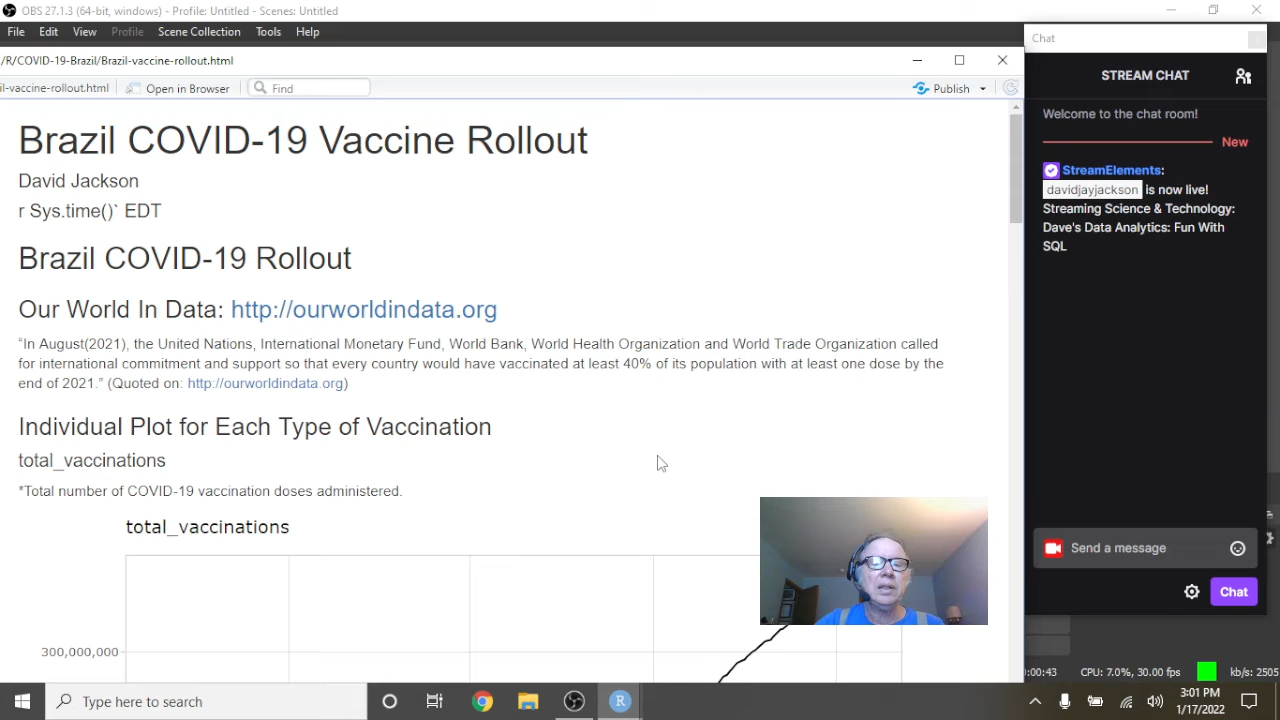 OBS 27.1.3 (64-bit, windows) - Profile: Untitled - Scenes: Untitled
File Edit View Profile Scene Collection Tools Help
/R/COVID-19-Brazil/Brazil-vaccine-rollout.html
il-vaccine-rollout.html Open in Browser Find Publish
Brazil COVID-19 Vaccine Rollout
David Jackson
r Sys.time()` EDT
Brazil COVID-19 Rollout
Our World In Data: http://ourworldindata.org
“In August(2021), the United Nations, International Monetary Fund, World Bank, World Health Organization and World Trade Organization called
for international commitment and support so that every country would have vaccinated at least 40% of its population with at least one dose by the
end of 2021.” (Quoted on: http://ourworldindata.org)
Individual Plot for Each Type of Vaccination
total_vaccinations
*Total number of COVID-19 vaccination doses administered.
total_vaccinations
300,000,000
Chat
STREAM CHAT
Welcome to the chat room!
New
StreamElements:
davidjayjackson is now live!
Streaming Science & Technology:
Dave's Data Analytics: Fun With
SQL
Send a message
Chat
0:00:43 CPU: 7.0%, 30.00 fps kb/s: 2505
Type here to search
R
3:01 PM
1/17/2022